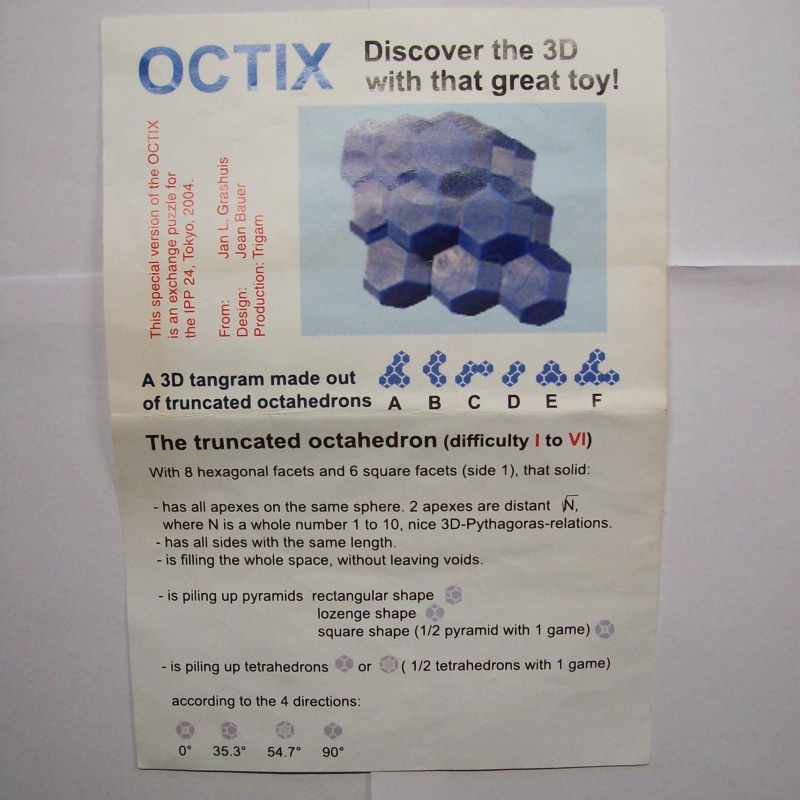 OCTIX
Discover the 3D
with that great toy!
This special version of the OCTIX
is an exchange puzzle for
the IPP 24, Tokyo, 2004.
From: Jan L. Grashuis
Design: Jean Bauer
Production: Trigam
A 3D tangram made out
of truncated octahedrons
A B C D E F
The truncated octahedron (difficulty I to VI)
With 8 hexagonal facets and 6 square facets (side 1), that solid:
- has all apexes on the same sphere. 2 apexes are distant √N,
where N is a whole number 1 to 10, nice 3D-Pythagoras-relations.
- has all sides with the same length.
- is filling the whole space, without leaving voids.
- is piling up pyramids rectangular shape
lozenge shape
square shape (1/2 pyramid with 1 game)
- is piling up tetrahedrons or ( 1/2 tetrahedrons with 1 game)
according to the 4 directions:
0° 35.3° 54.7° 90°